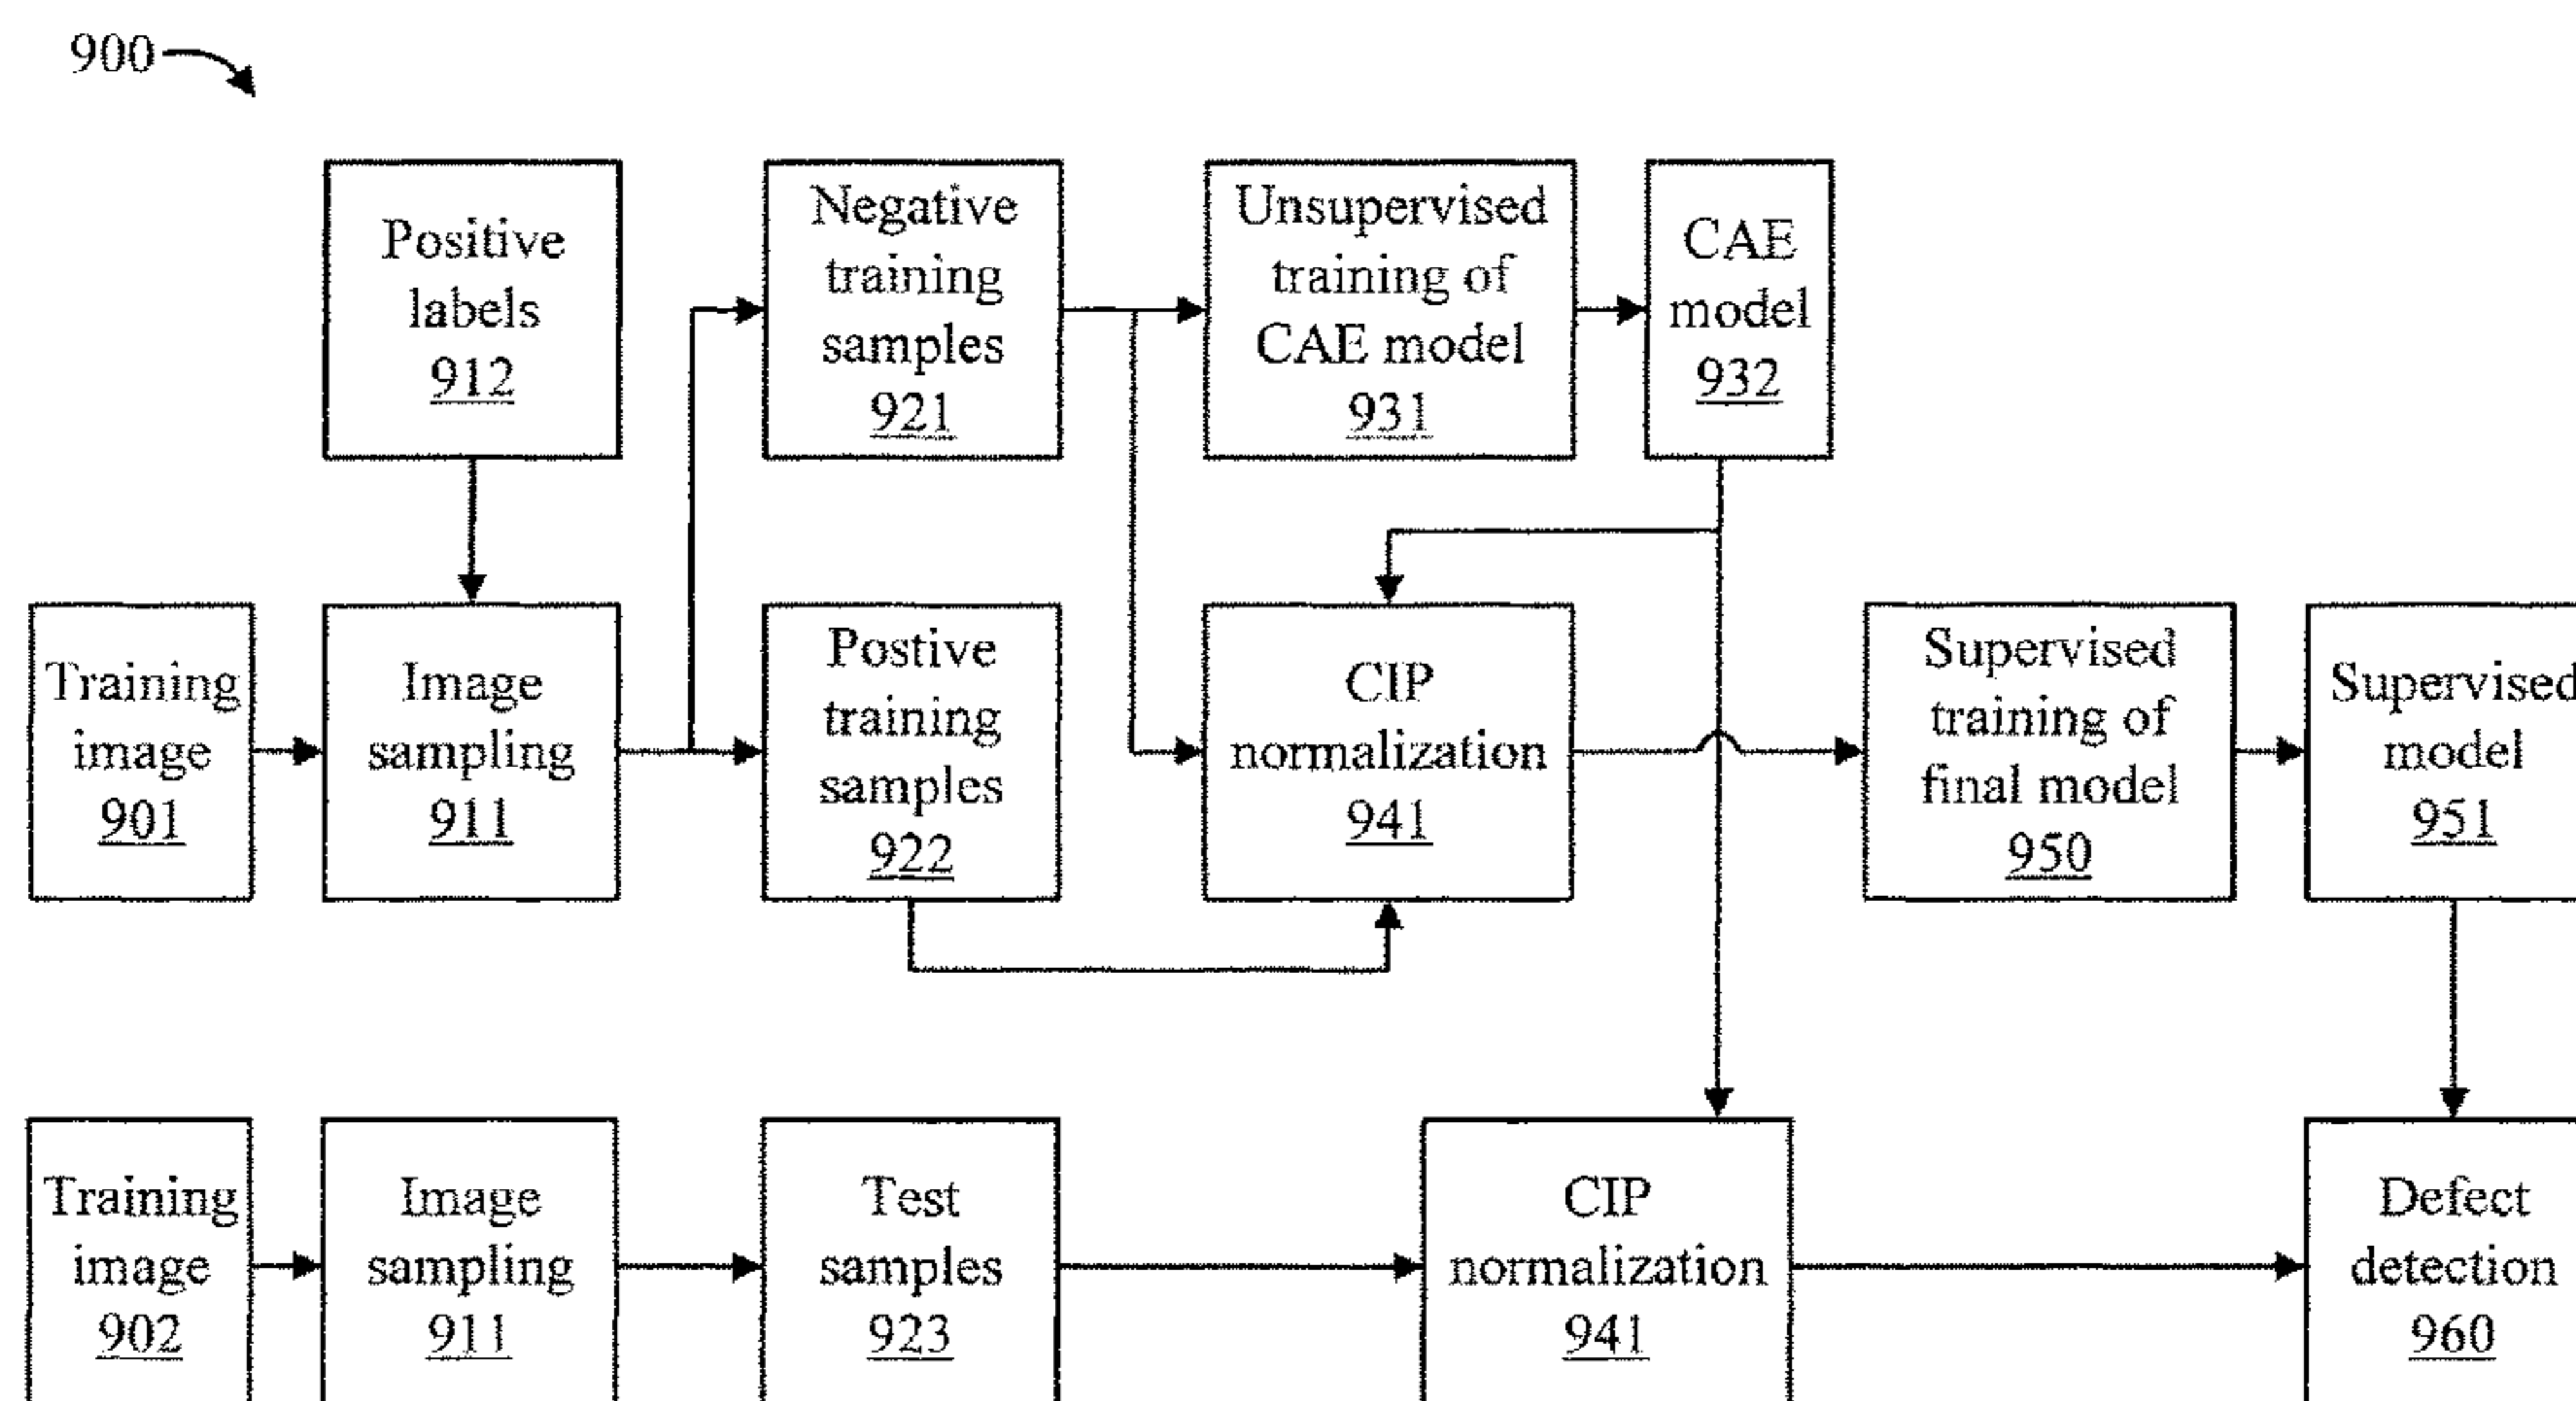 900
Positive
labels
912
Negative
training
samples
921
Unsupervised
training of
CAE model
931
CAE
model
932
Training
image
901
Image
sampling
911
Postive
training
samples
922
CIP
normalization
941
Supervised
training of
final model
950
Supervised
model
951
Training
image
902
Image
sampling
911
Test
samples
923
CIP
normalization
941
Defect
detection
960